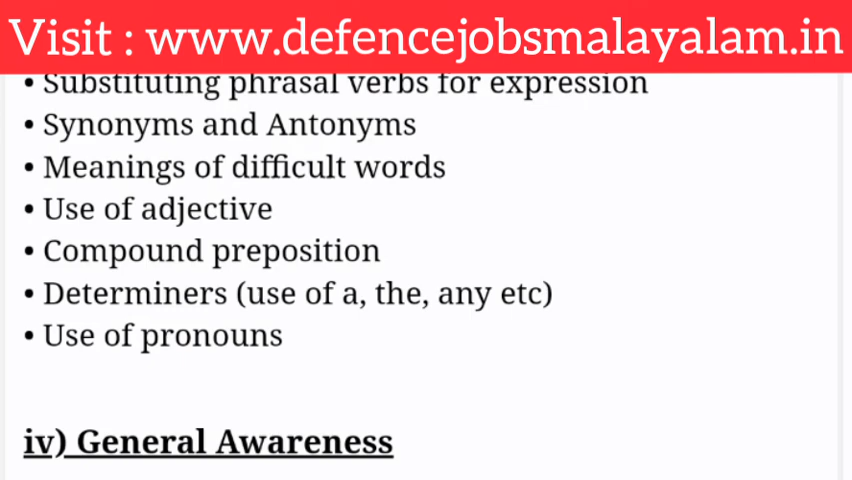 Visit : www.defencejobsmalayalam.in
• Substituting phrasal verbs for expression
• Synonyms and Antonyms
• Meanings of difficult words
• Use of adjective
• Compound preposition
• Determiners (use of a, the, any etc)
• Use of pronouns
iv) General Awareness